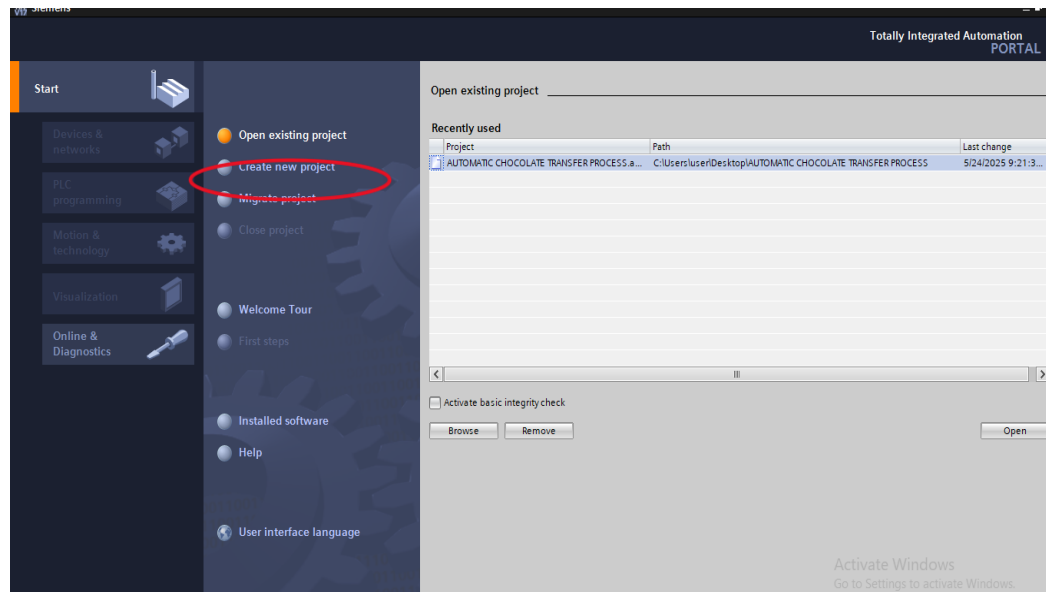 Siemens
Totally Integrated Automation
PORTAL
Start
Devices &
networks
PLC
programming
Motion &
technology
Visualization
Online &
Diagnostics
Open existing project
Create new project
Migrate project
Close project
Welcome Tour
First steps
Installed software
Help
User interface language
Open existing project
Recently used
Project Path Last change
AUTOMATIC CHOCOLATE TRANSFER PROCESS.a... C:\Users\user\Desktop\AUTOMATIC CHOCOLATE TRANSFER PROCESS 5/24/2025 9:21:3...
Activate basic integrity check
Browse Remove Open
Activate Windows
Go to Settings to activate Windows.